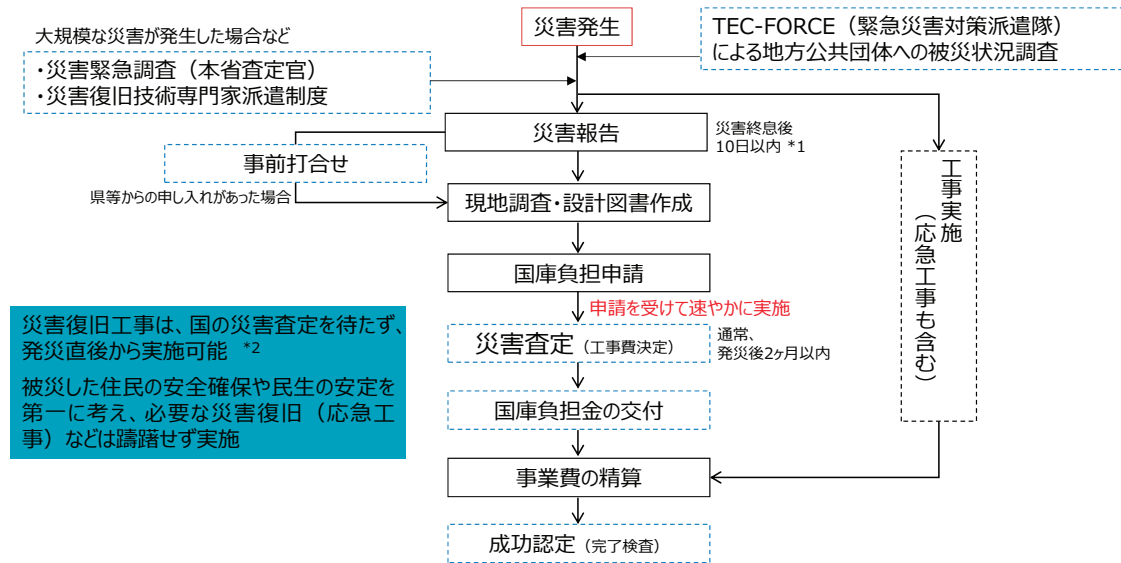 災害発生
TEC-FORCE（緊急災害対策派遣隊）
による地方公共団体への被災状況調査
大規模な災害が発生した場合など
・災害緊急調査（本省査定官）
・災害復旧技術専門家派遣制度
災害報告
災害終息後
10日以内 *1
事前打合せ
県等からの申し入れがあった場合
現地調査・設計図書作成
工事実施
（応急工事も含む）
国庫負担申請
申請を受けて速やかに実施
災害査定（工事費決定）
通常、
発災後2ヶ月以内
災害復旧工事は、国の災害査定を待たず、
発災直後から実施可能 *2
被災した住民の安全確保や民生の安定を
第一に考え、必要な災害復旧（応急工
事）などは躊躇せず実施
国庫負担金の交付
事業費の精算
成功認定（完了検査）